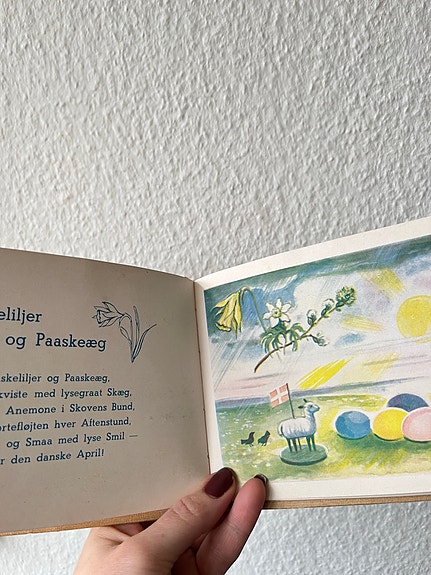 eliljer
og Paaskeæg
skeliljer og Paaskeæg,
kviste med lysegraat Skæg,
Anemone i Skovens Bund,
ortefløjten hver Aftenstund,
og Smaa med lyse Smil —
r den danske April!